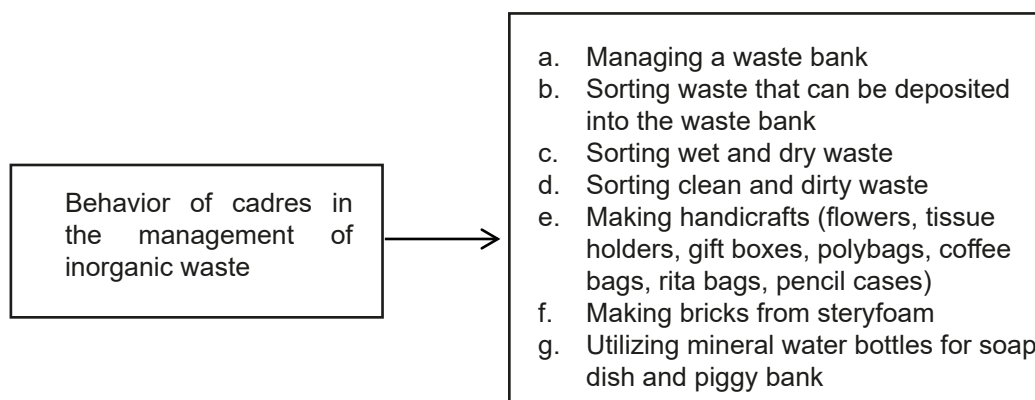 Behavior of cadres in
the management of
inorganic waste
a. Managing a waste bank
b. Sorting waste that can be deposited
into the waste bank
c. Sorting wet and dry waste
d. Sorting clean and dirty waste
e. Making handicrafts (flowers, tissue
holders, gift boxes, polybags, coffee
bags, rita bags, pencil cases)
f. Making bricks from steryfoam
g. Utilizing mineral water bottles for soap
dish and piggy bank